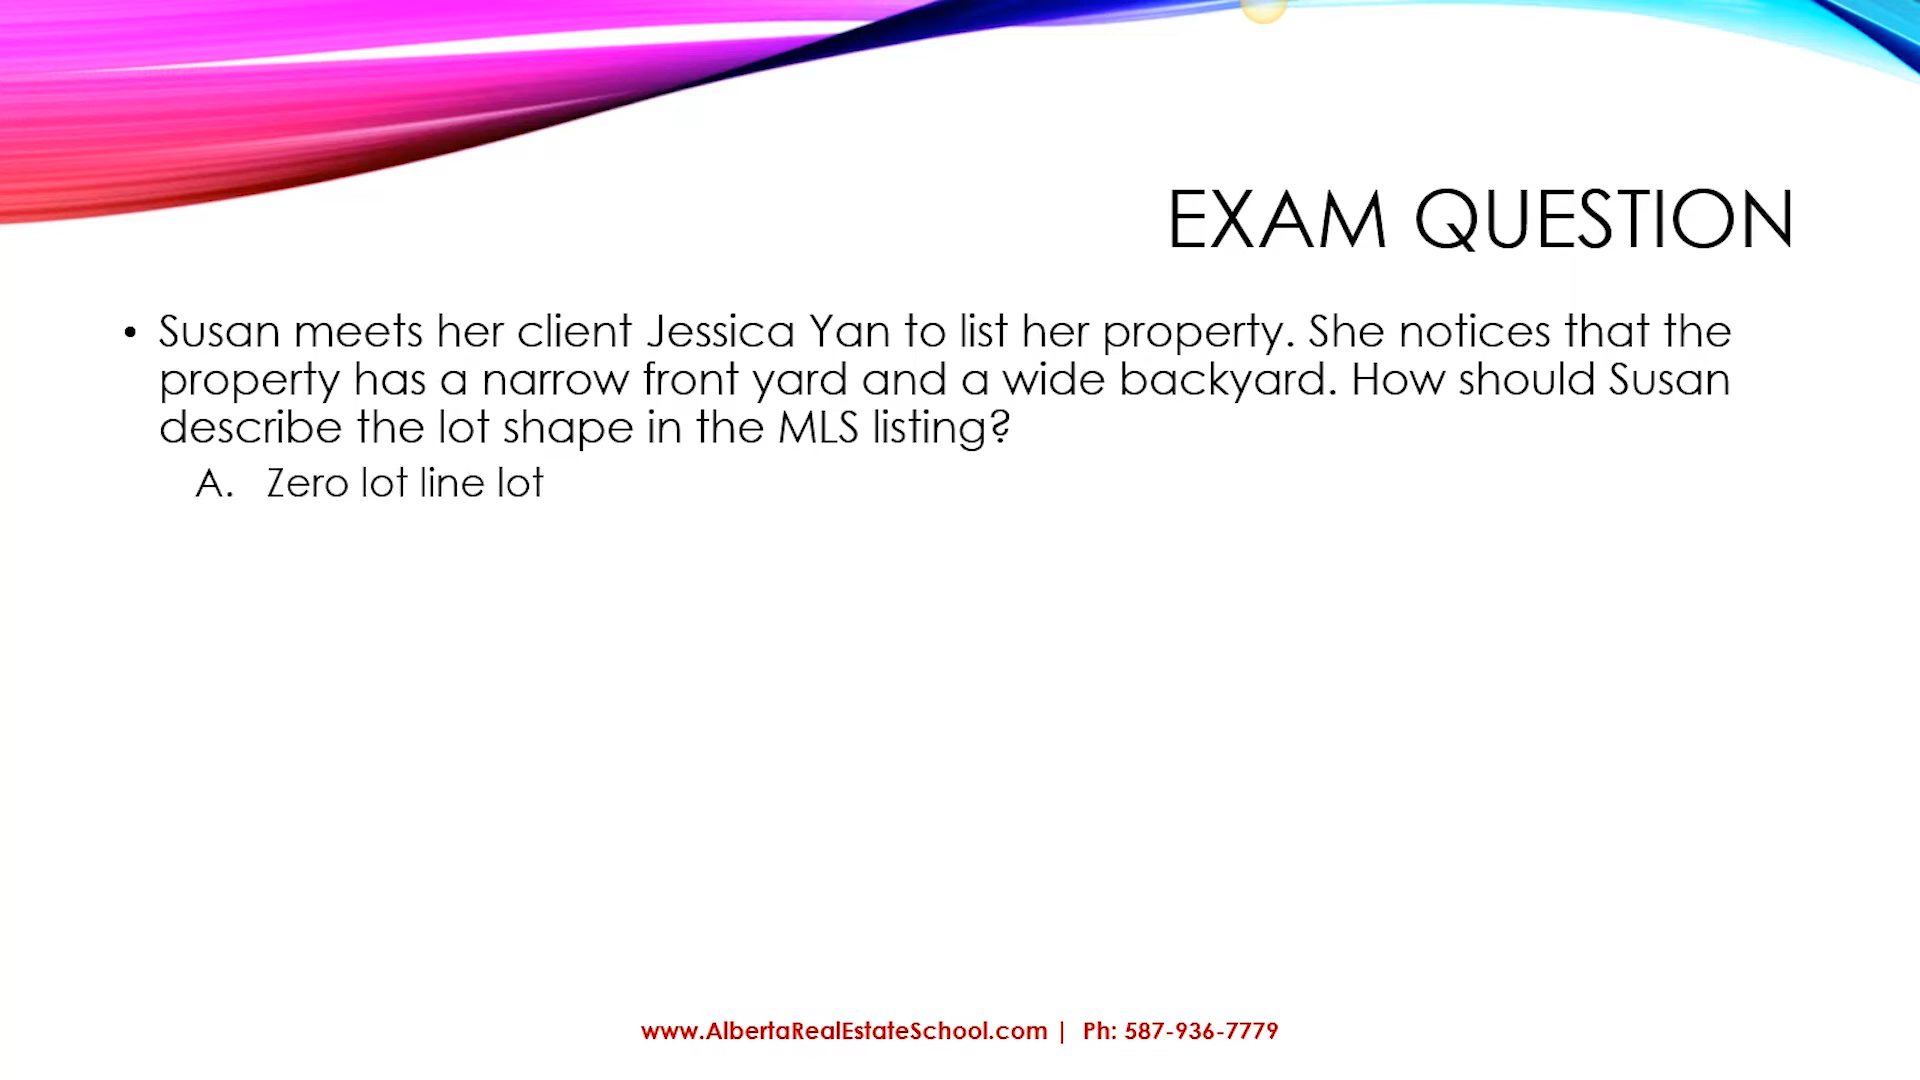 EXAM QUESTION
• Susan meets her client Jessica Yan to list her property. She notices that the
property has a narrow front yard and a wide backyard. How should Susan
describe the lot shape in the MLS listing?
A. Zero lot line lot
www.AlbertaRealEstateSchool.com | Ph: 587-936-7779